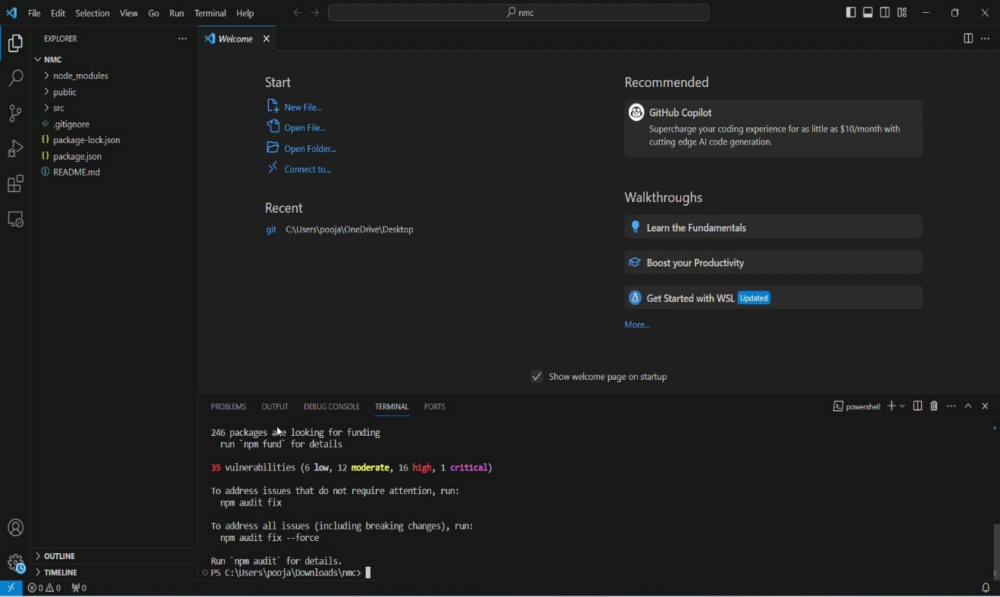 File Edit Selection View Go Run Terminal Help
nmc
EXPLORER
NMC
node_modules
public
src
.gitignore
package-lock.json
package.json
README.md
OUTLINE
TIMELINE
Welcome
Start
New File...
Open File...
Open Folder...
Connect to...
Recent
git C:\Users\pooja\OneDrive\Desktop
Recommended
GitHub Copilot
Supercharge your coding experience for as little as $10/month with
cutting edge AI code generation.
Walkthroughs
Learn the Fundamentals
Boost your Productivity
Get Started with WSL Updated
More...
Show welcome page on startup
PROBLEMS OUTPUT DEBUG CONSOLE TERMINAL PORTS
powershell
246 packages are looking for funding
run `npm fund` for details
35 vulnerabilities (6 low, 12 moderate, 16 high, 1 critical)
To address issues that do not require attention, run:
npm audit fix
To address all issues (including breaking changes), run:
npm audit fix --force
Run `npm audit` for details.
PS C:\Users\pooja\Downloads\nmc>
0 0 0